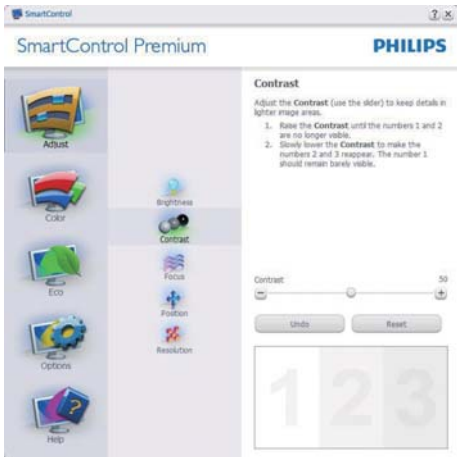 SmartControl
SmartControl Premium
PHILIPS
Adjust
Color
Eco
Options
Help
Brightness
Contrast
Focus
Position
Resolution
Contrast
Adjust the Contrast (use the slider) to keep details in
lighter image areas.
1. Raise the Contrast until the numbers 1 and 2
are no longer visible.
2. Slowly lower the Contrast to make the
numbers 2 and 3 reappear. The number 1
should remain barely visible.
Contrast 50
Undo Reset
1 2 3